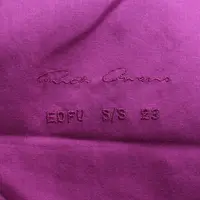 Rick Owens
EDFU S/S 23